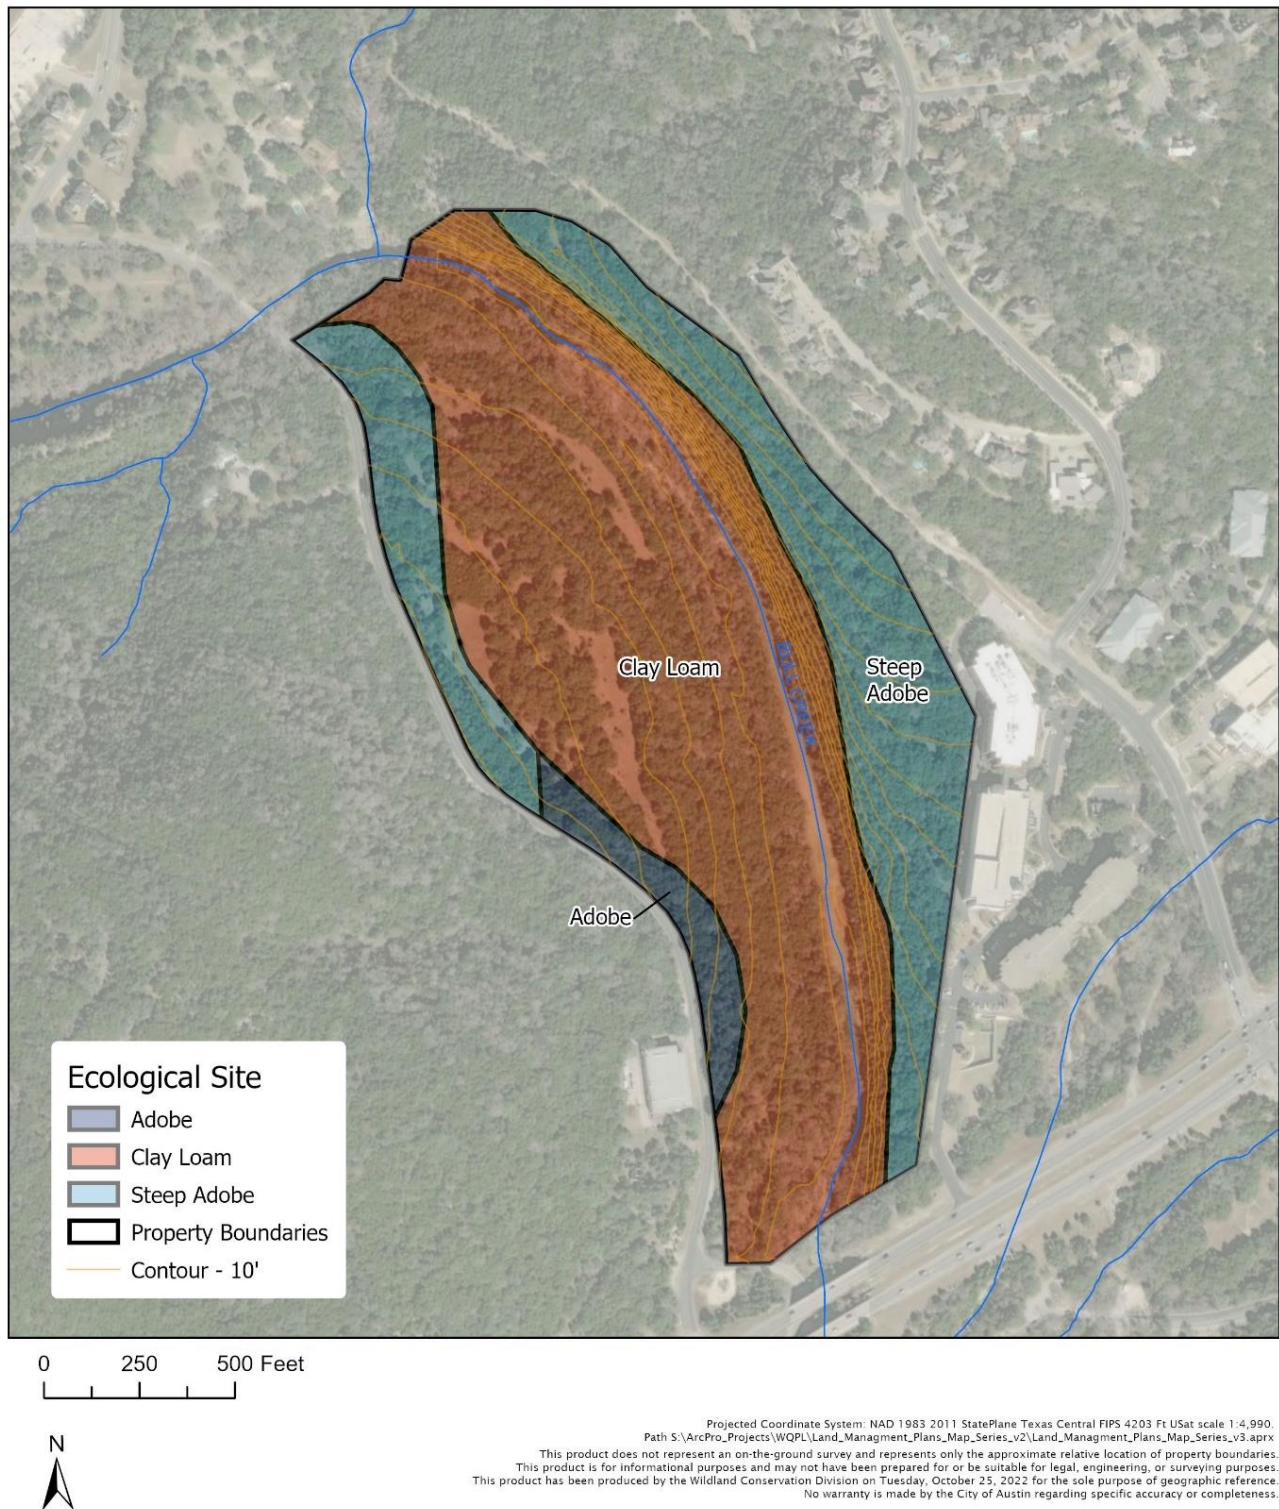 Clay Loam
Steep
Adobe
Adobe
Ecological Site
Adobe
Clay Loam
Steep Adobe
Property Boundaries
Contour - 10'
0 250 500 Feet
N
Projected Coordinate System: NAD 1983 2011 StatePlane Texas Central FIPS 4203 Ft USat scale 1:4,990.
Path S:\ArcPro_Projects\WQPL\Land_Managment_Plans_Map_Series_v2\Land_Managment_Plans_Map_Series_v3.aprx
This product does not represent an on-the-ground survey and represents only the approximate relative location of property boundaries.
This product is for informational purposes and may not have been prepared for or be suitable for legal, engineering, or surveying purposes.
This product has been produced by the Wildland Conservation Division on Tuesday, October 25, 2022 for the sole purpose of geographic reference.
No warranty is made by the City of Austin regarding specific accuracy or completeness.